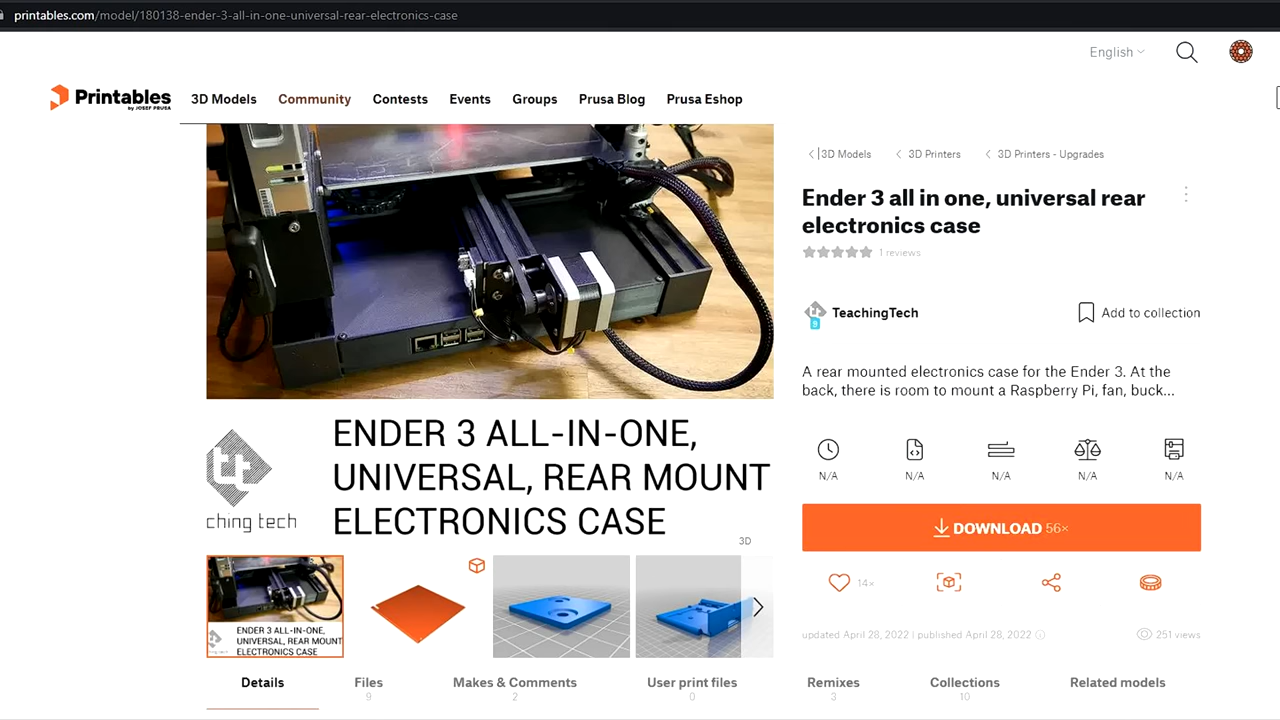 printables.com/model/180138-ender-3-all-in-one-universal-rear-electronics-case
English
Printables
by JOSEF PRUSA
3D Models
Community
Contests
Events
Groups
Prusa Blog
Prusa Eshop
3D Models
3D Printers
3D Printers - Upgrades
Ender 3 all in one, universal rear
electronics case
1 reviews
TeachingTech
9
Add to collection
A rear mounted electronics case for the Ender 3. At the
back, there is room to mount a Raspberry Pi, fan, buck...
N/A
N/A
N/A
N/A
N/A
DOWNLOAD 56×
14×
updated April 28, 2022 | published April 28, 2022
251 views
ching tech
ENDER 3 ALL-IN-ONE,
UNIVERSAL, REAR MOUNT
ELECTRONICS CASE
3D
ENDER 3 ALL-IN-ONE,
UNIVERSAL, REAR MOUNT
ELECTRONICS CASE
Details
Files
9
Makes & Comments
2
User print files
0
Remixes
3
Collections
10
Related models